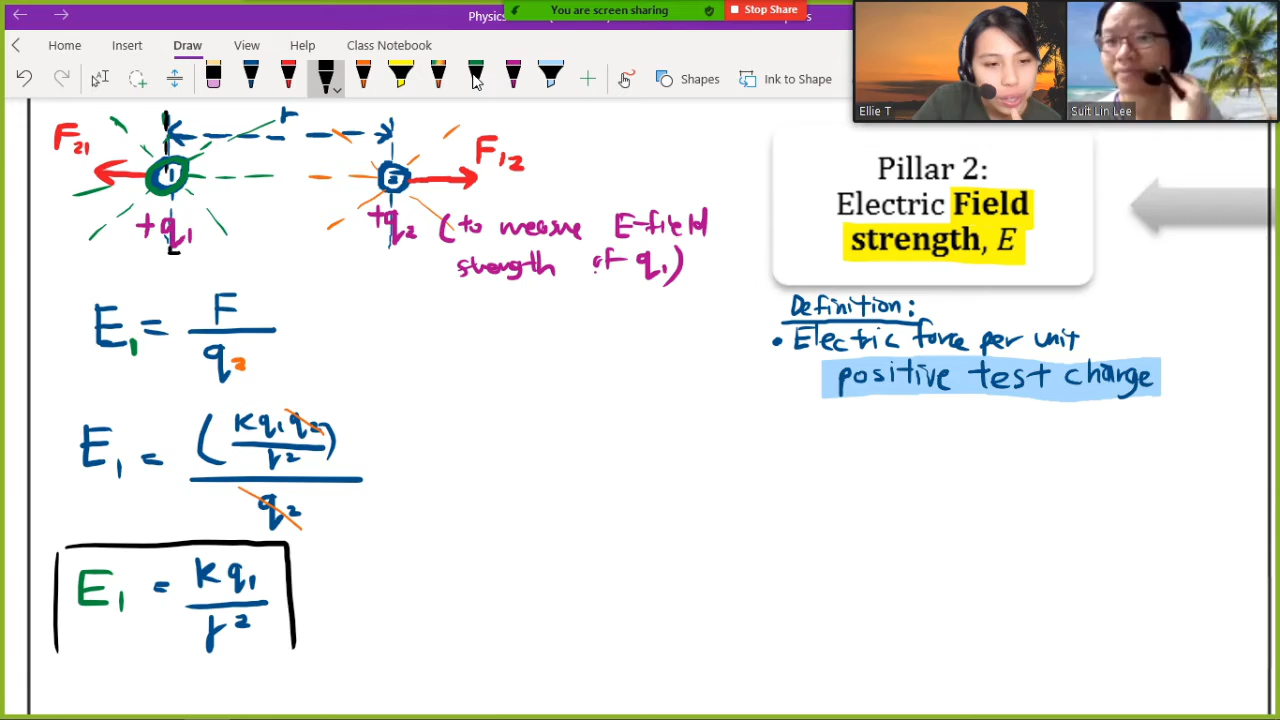 Physics
You are screen sharing
Stop Share
Home Insert Draw View Help Class Notebook
Shapes Ink to Shape
Ellie T
Suit Lin Lee
r
F21
F12
1
2
+q1
+q2 (to measure E-field
strength of q1)
Pillar 2:
Electric Field
strength, E
Definition:
• Electric force per unit
positive test charge
E1 = F
q2
E1 = (kq1q2
r2)
q2
E1 = kq1
r2